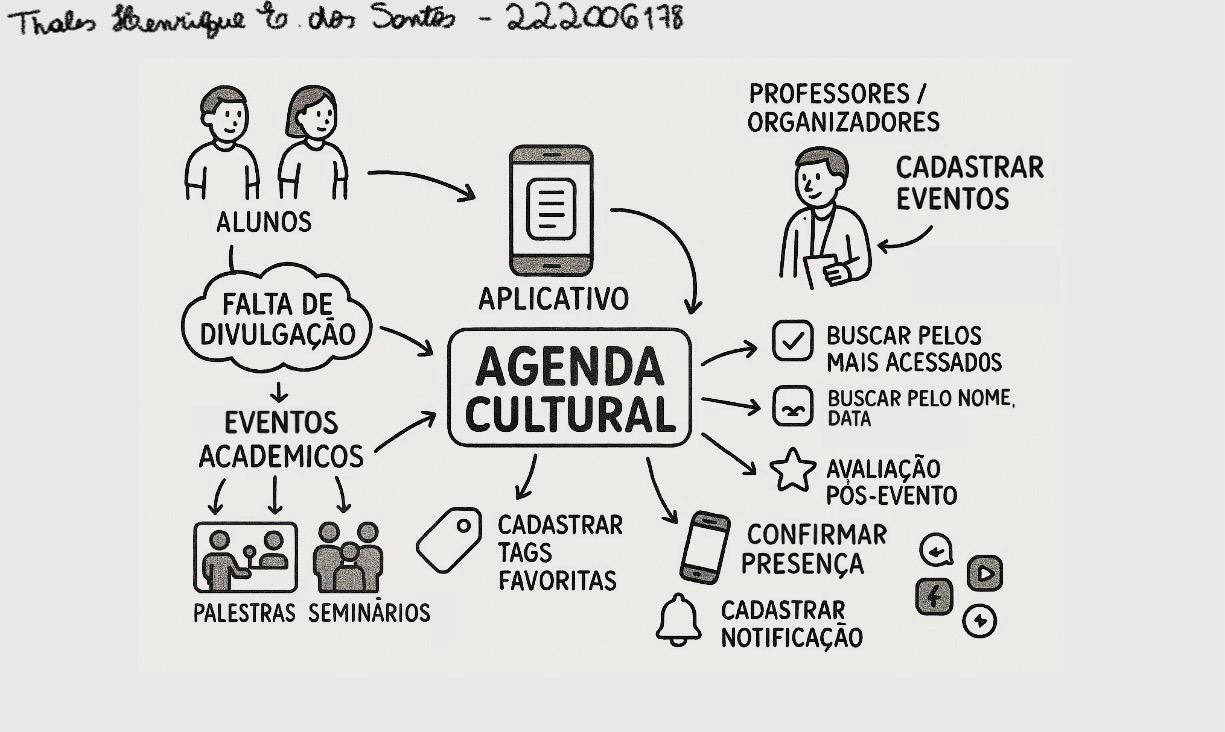 Thales Henrique E. dos Santos - 222006178
PROFESSORES /
ORGANIZADORES
CADASTRAR
EVENTOS
ALUNOS
APLICATIVO
FALTA DE
DIVULGAÇÃO
AGENDA
CULTURAL
EVENTOS
ACADEMICOS
PALESTRAS
SEMINÁRIOS
BUSCAR PELOS
MAIS ACESSADOS
BUSCAR PELO NOME,
DATA
AVALIAÇÃO
PÓS-EVENTO
CADASTRAR
TAGS
FAVORITAS
CONFIRMAR
PRESENÇA
CADASTRAR
NOTIFICAÇÃO